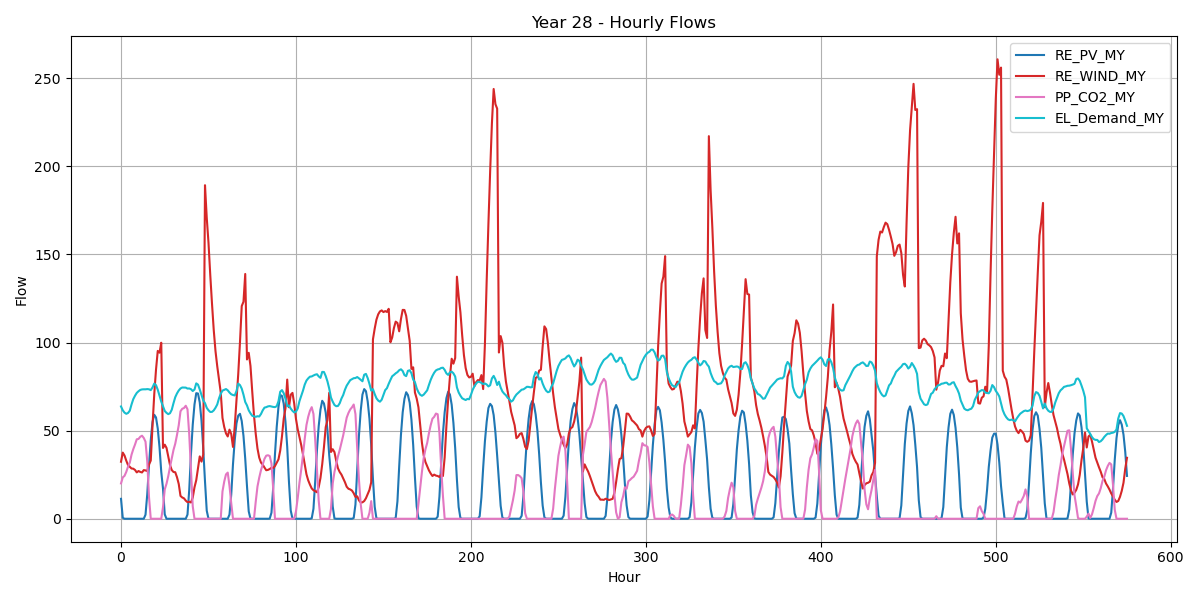 Year 28 - Hourly Flows
RE_PV_MY
RE_WIND_MY
PP_CO2_MY
EL_Demand_MY
Flow
250
200
150
100
50
0
0 100 200 300 400 500 600
Hour